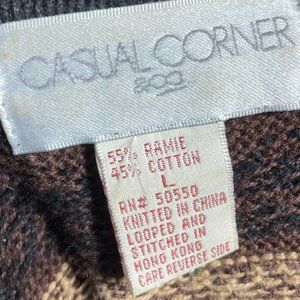 CASUAL CORNER
& CO
55% RAMIE
45% COTTON
L
RN# 50550
KNITTED IN CHINA
LOOPED AND
STITCHED IN
HONG KONG
CARE REVERSE SIDE